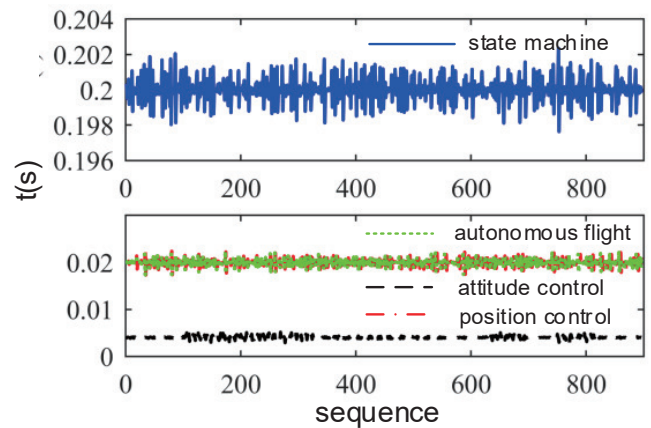 0.204
state machine
0.202
0.2
0.198
0.196
0 200 400 600 800
t(s)
autonomous flight
0.02
attitude control
0.01
position control
0
0 200 400 600 800
sequence